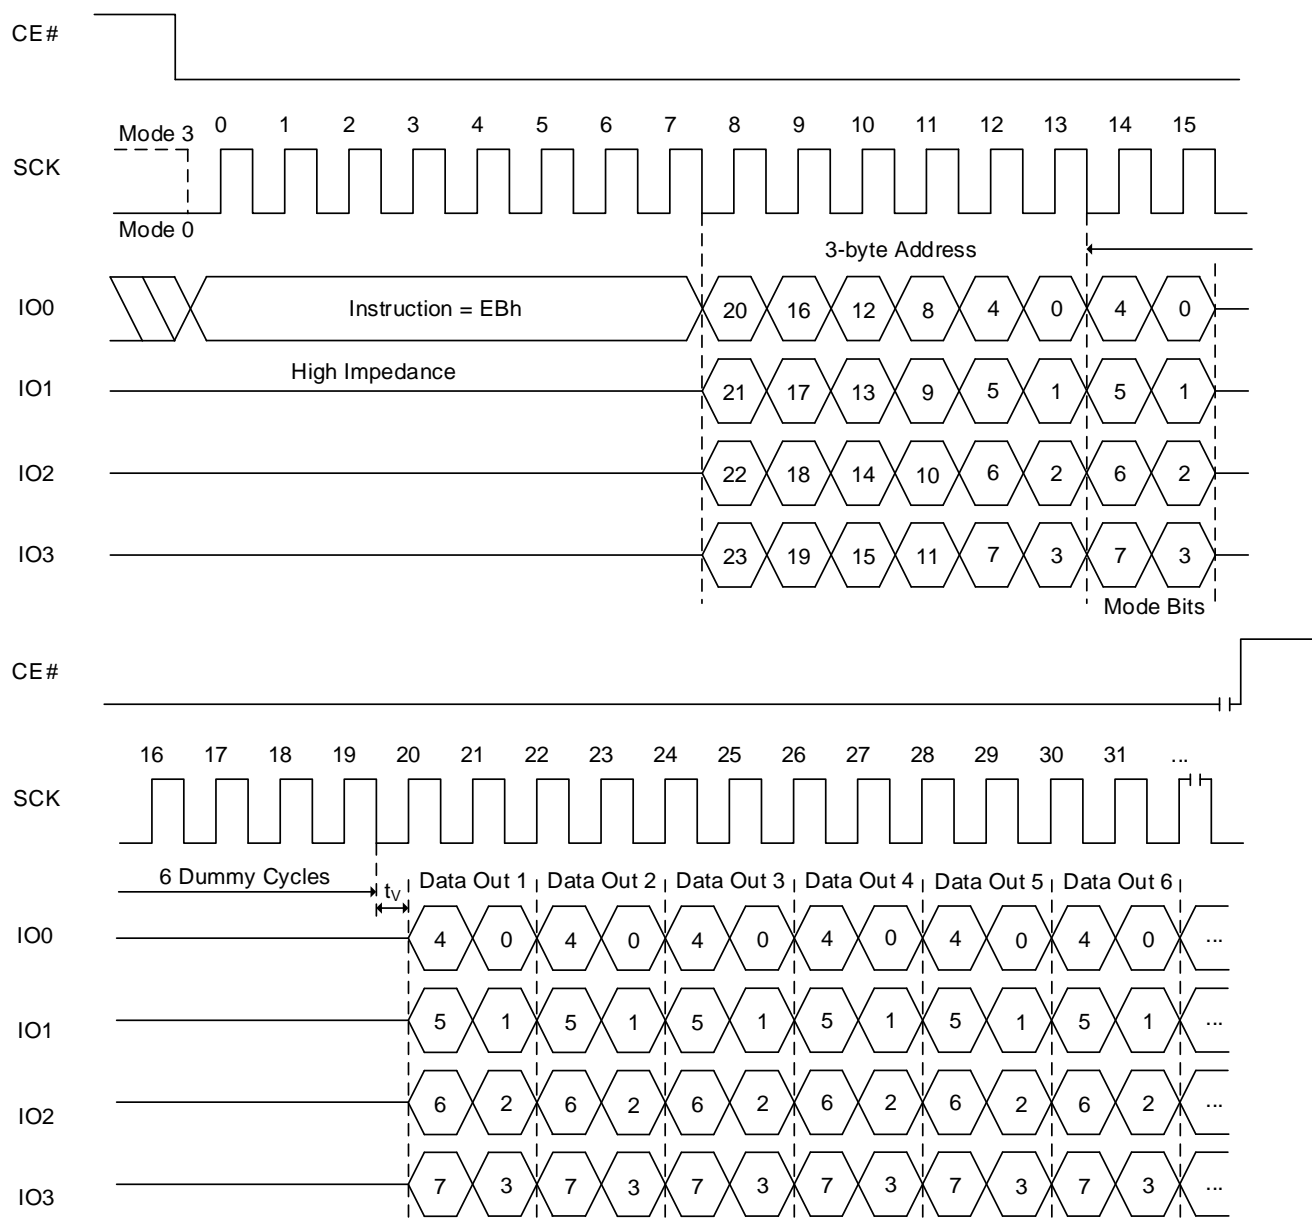 CE#
Mode 3 0 1 2 3 4 5 6 7 8 9 10 11 12 13 14 15
SCK
Mode 0
3-byte Address
IO0 Instruction = EBh 20 16 12 8 4 0 4 0
High Impedance
IO1 21 17 13 9 5 1 5 1
IO2 22 18 14 10 6 2 6 2
IO3 23 19 15 11 7 3 7 3
Mode Bits
CE#
16 17 18 19 20 21 22 23 24 25 26 27 28 29 30 31 ...
SCK
6 Dummy Cycles tV Data Out 1 Data Out 2 Data Out 3 Data Out 4 Data Out 5 Data Out 6
IO0 4 0 4 0 4 0 4 0 4 0 4 0 ...
IO1 5 1 5 1 5 1 5 1 5 1 5 1 ...
IO2 6 2 6 2 6 2 6 2 6 2 6 2 ...
IO3 7 3 7 3 7 3 7 3 7 3 7 3 ...